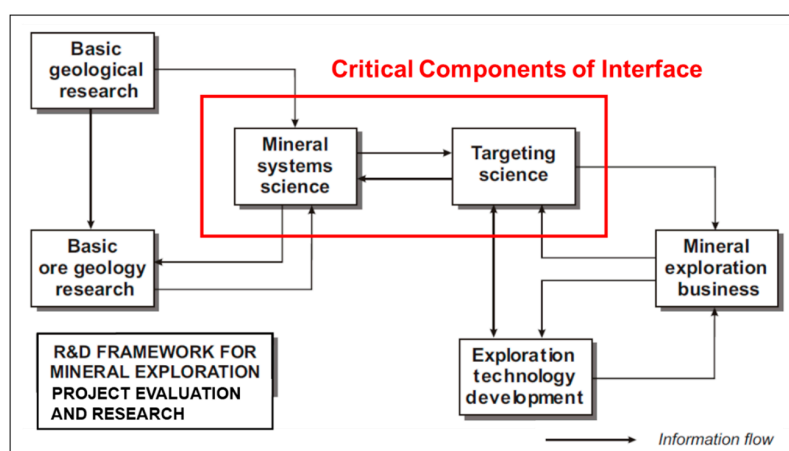 Basic
geological
research
Critical Components of Interface
Mineral
systems
science
Targeting
science
Basic
ore geology
research
Mineral
exploration
business
R&D FRAMEWORK FOR
MINERAL EXPLORATION
PROJECT EVALUATION
AND RESEARCH
Exploration
technology
development
Information flow